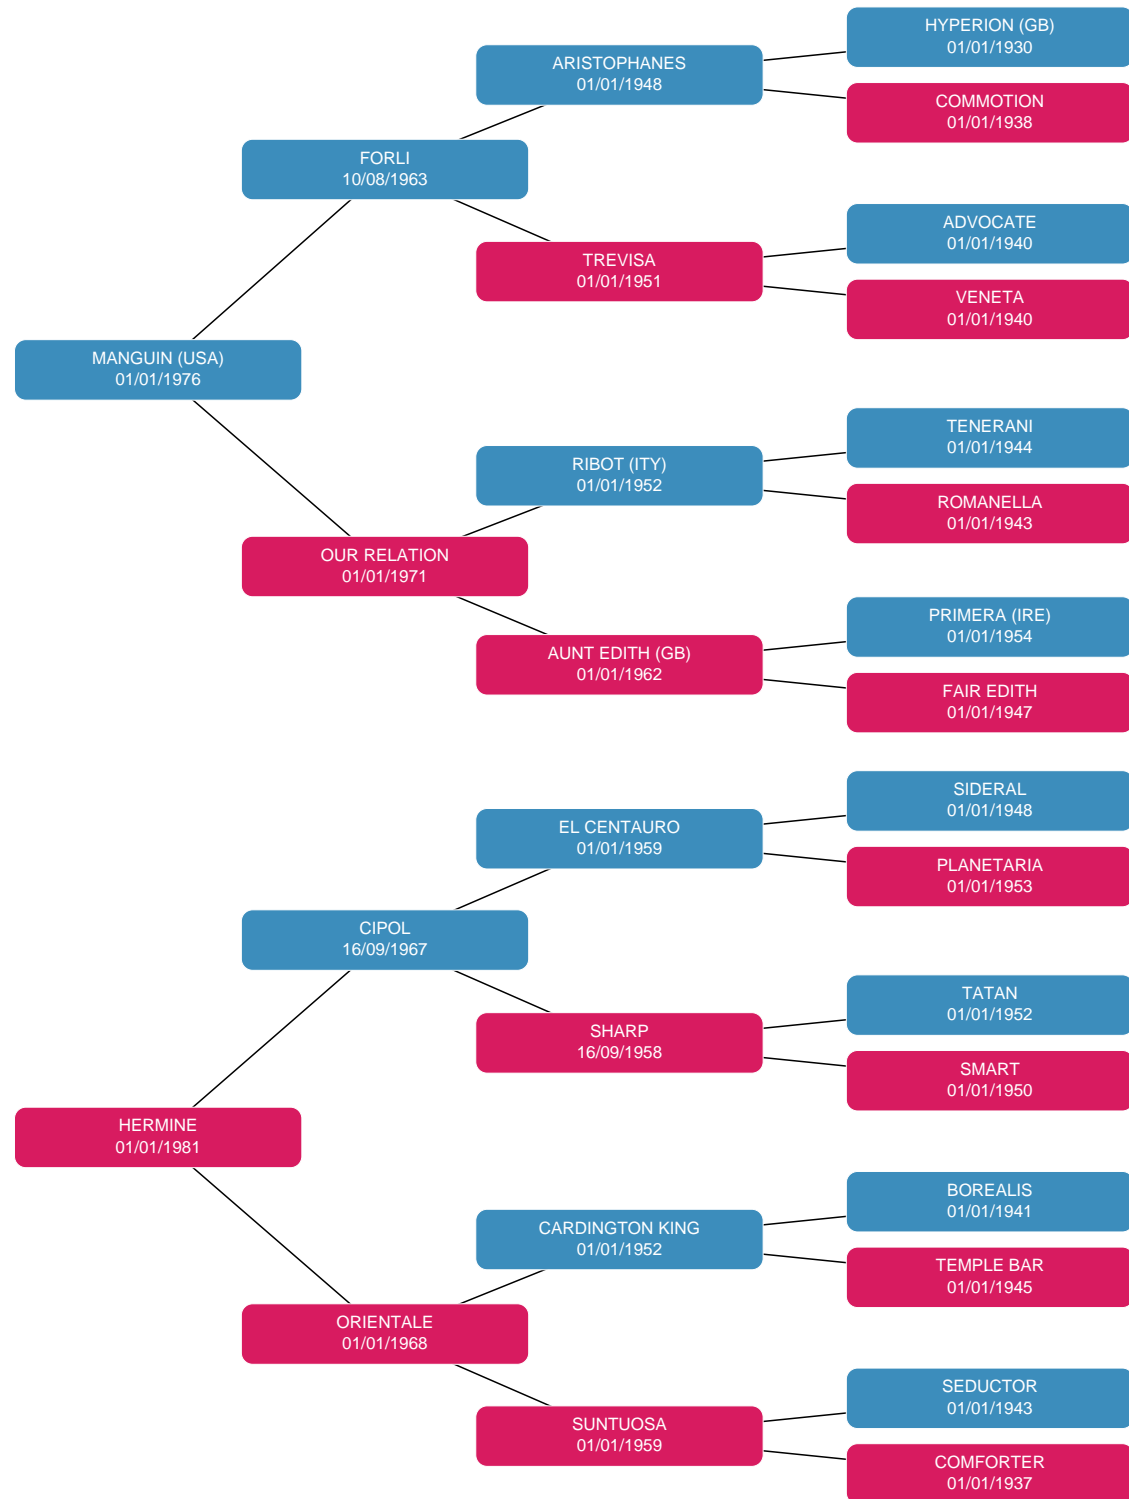 HYPERION (GB)
01/01/1930
ARISTOPHANES
01/01/1948
COMMOTION
01/01/1938
FORLI
10/08/1963
ADVOCATE
01/01/1940
TREVISA
01/01/1951
VENETA
01/01/1940
MANGUIN (USA)
01/01/1976
TENERANI
01/01/1944
RIBOT (ITY)
01/01/1952
ROMANELLA
01/01/1943
OUR RELATION
01/01/1971
PRIMERA (IRE)
01/01/1954
AUNT EDITH (GB)
01/01/1962
FAIR EDITH
01/01/1947
SIDERAL
01/01/1948
EL CENTAURO
01/01/1959
PLANETARIA
01/01/1953
CIPOL
16/09/1967
TATAN
01/01/1952
SHARP
16/09/1958
SMART
01/01/1950
HERMINE
01/01/1981
BOREALIS
01/01/1941
CARDINGTON KING
01/01/1952
TEMPLE BAR
01/01/1945
ORIENTALE
01/01/1968
SEDUCTOR
01/01/1943
SUNTUOSA
01/01/1959
COMFORTER
01/01/1937